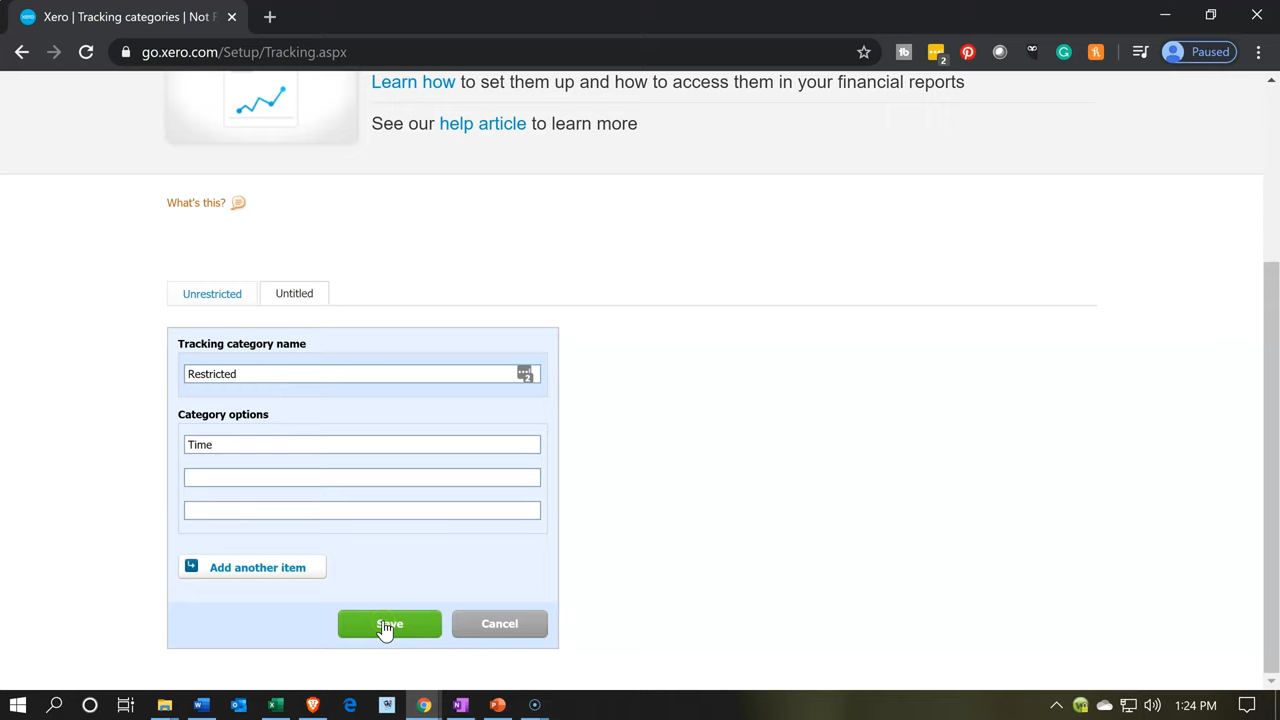 Xero | Tracking categories | Not F
go.xero.com/Setup/Tracking.aspx
2
Paused
Learn how to set them up and how to access them in your financial reports
See our help article to learn more
What's this?
Unrestricted
Untitled
Tracking category name
Restricted
2
Category options
Time
Add another item
Save
Cancel
1:24 PM